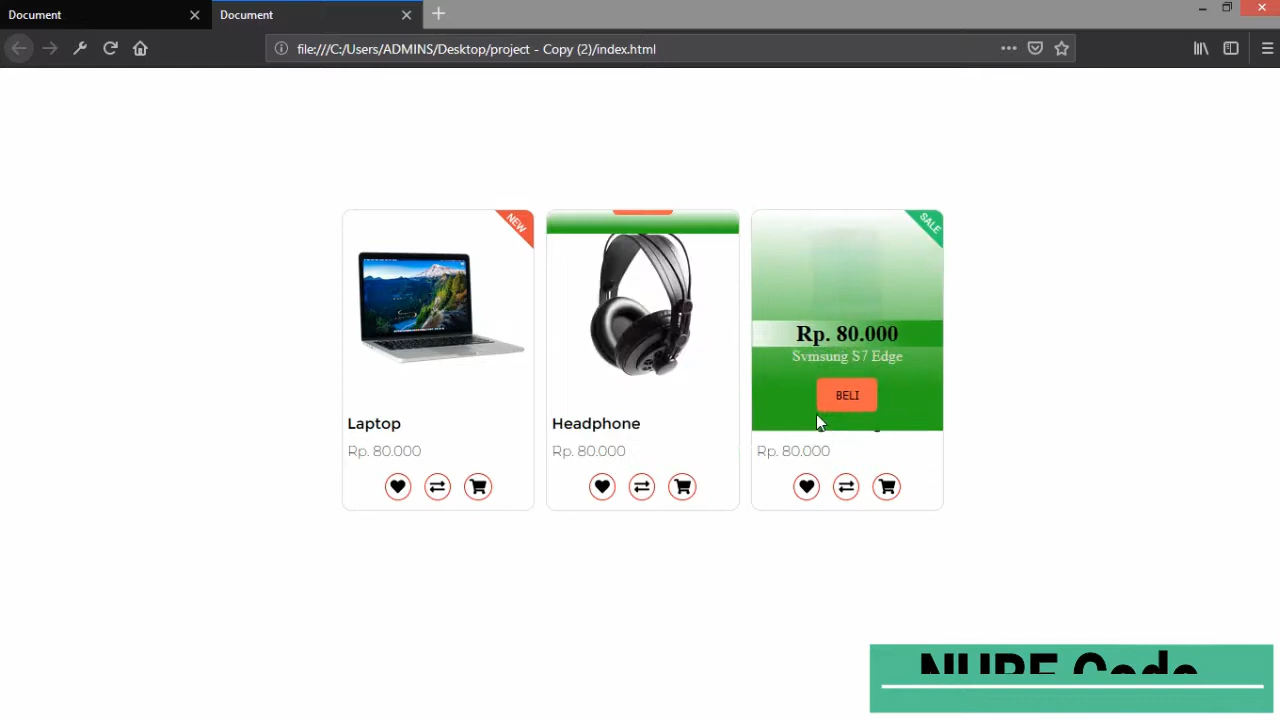 Document
Document
file:///C:/Users/ADMINS/Desktop/project - Copy (2)/index.html
NEW
SALE
Rp. 80.000
Svmsung S7 Edge
BELI
Laptop
Headphone
Rp. 80.000
Rp. 80.000
Rp. 80.000